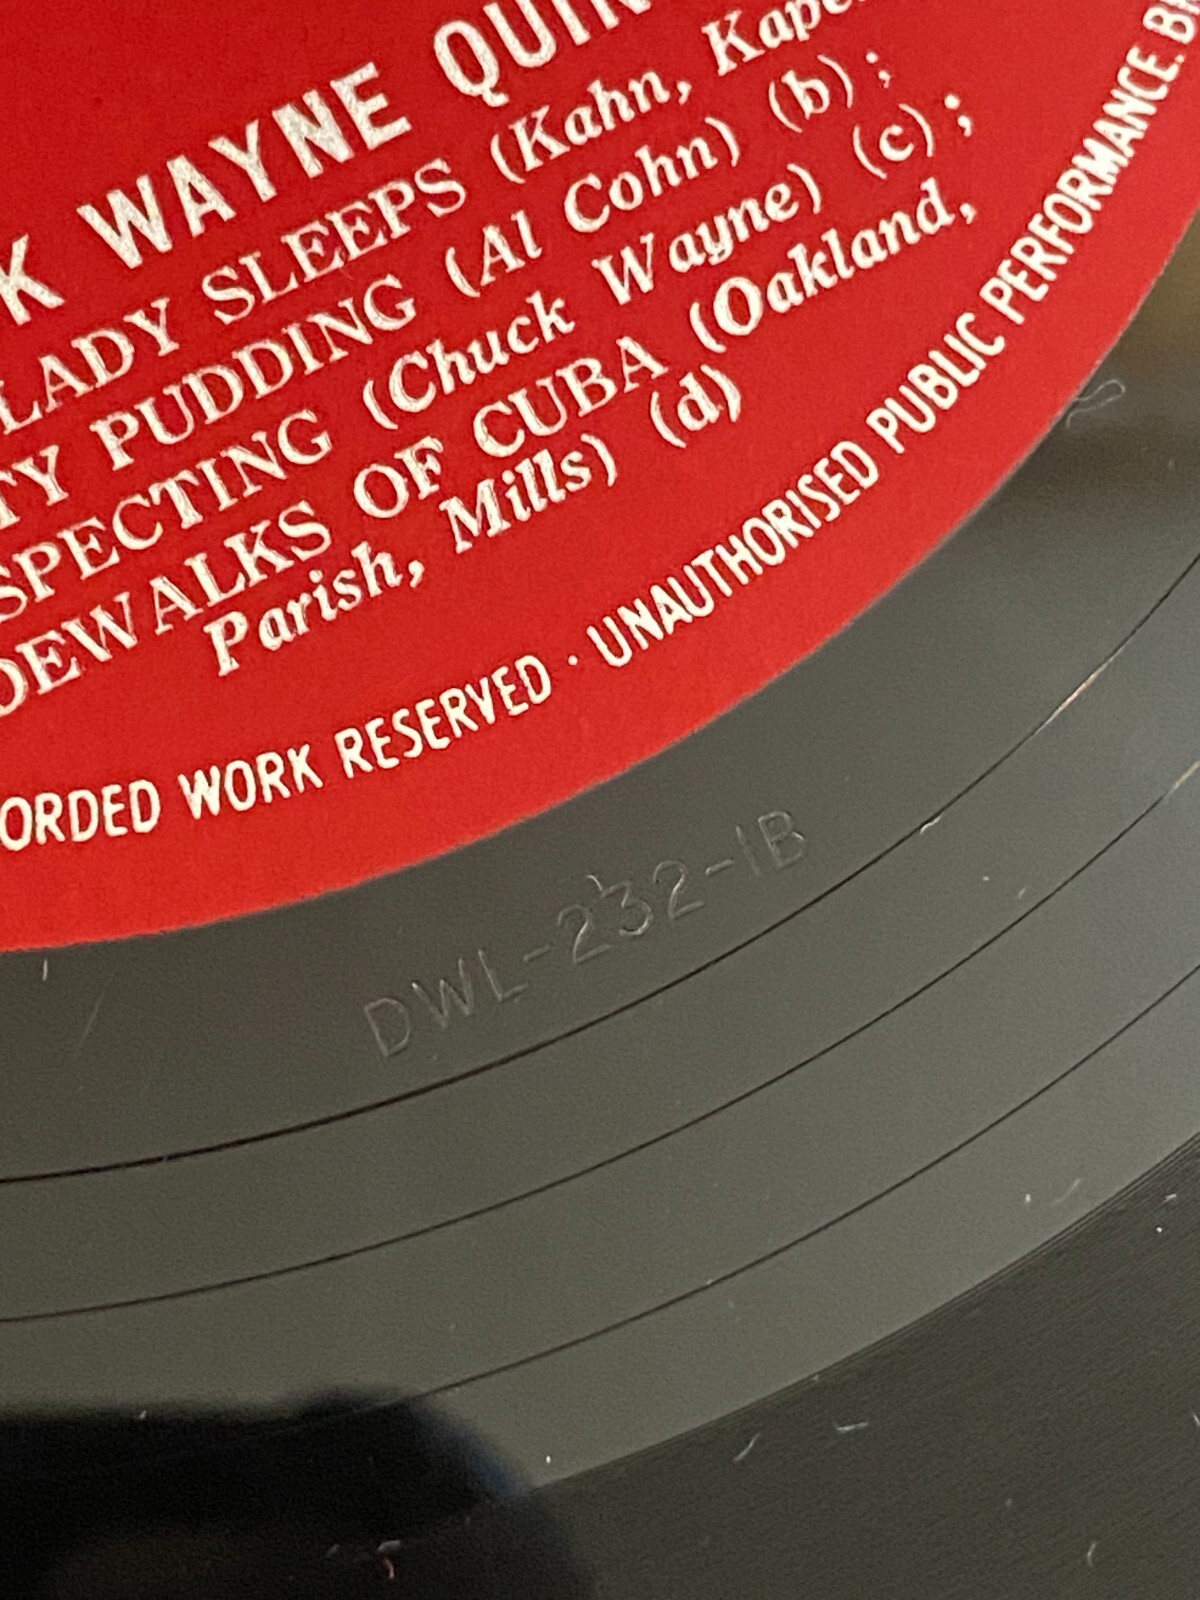 K WAYNE QUIN
LADY SLEEPS (Kahn, Kape
TY PUDDING (Al Cohn) (b) ;
SPECTING (Chuck Wayne) (c) ;
DEWALKS OF CUBA (Oakland,
Parish, Mills) (d)
ORDED WORK RESERVED · UNAUTHORISED PUBLIC PERFORMANCE. BR
DWL-232-1B